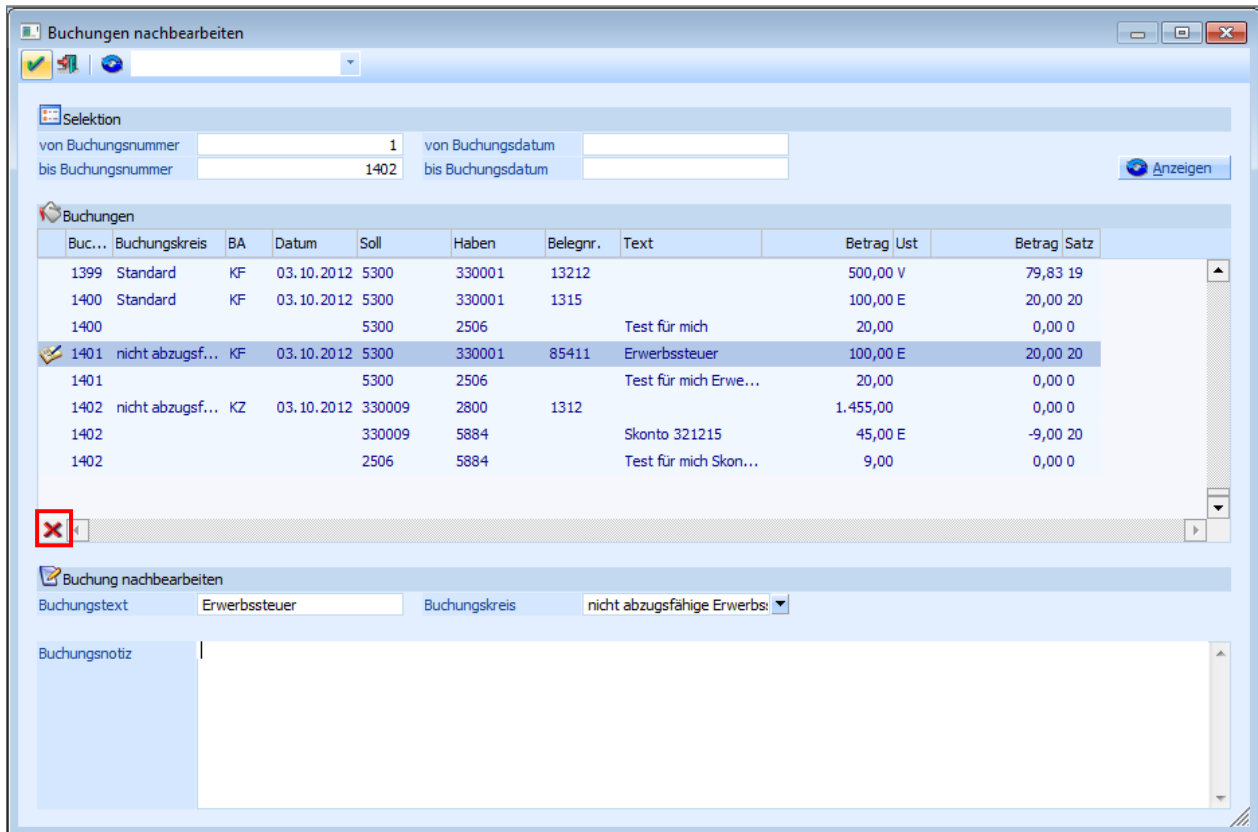 Buchungen nachbearbeiten
Selektion
von Buchungsnummer 1 von Buchungsdatum
bis Buchungsnummer 1402 bis Buchungsdatum Anzeigen
Buchungen
Buc... Buchungskreis BA Datum Soll Haben Belegnr. Text Betrag Ust Betrag Satz
1399 Standard KF 03.10.2012 5300 330001 13212 500,00 V 79,83 19
1400 Standard KF 03.10.2012 5300 330001 1315 100,00 E 20,00 20
1400 5300 2506 Test für mich 20,00 0,00 0
1401 nicht abzugsf... KF 03.10.2012 5300 330001 85411 Erwerbssteuer 100,00 E 20,00 20
1401 5300 2506 Test für mich Erwe... 20,00 0,00 0
1402 nicht abzugsf... KZ 03.10.2012 330009 2800 1312 1.455,00 0,00 0
1402 330009 5884 Skonto 321215 45,00 E -9,00 20
1402 2506 5884 Test für mich Skon... 9,00 0,00 0
Buchung nachbearbeiten
Buchungstext Erwerbssteuer Buchungskreis nicht abzugsfähige Erwerbs
Buchungsnotiz